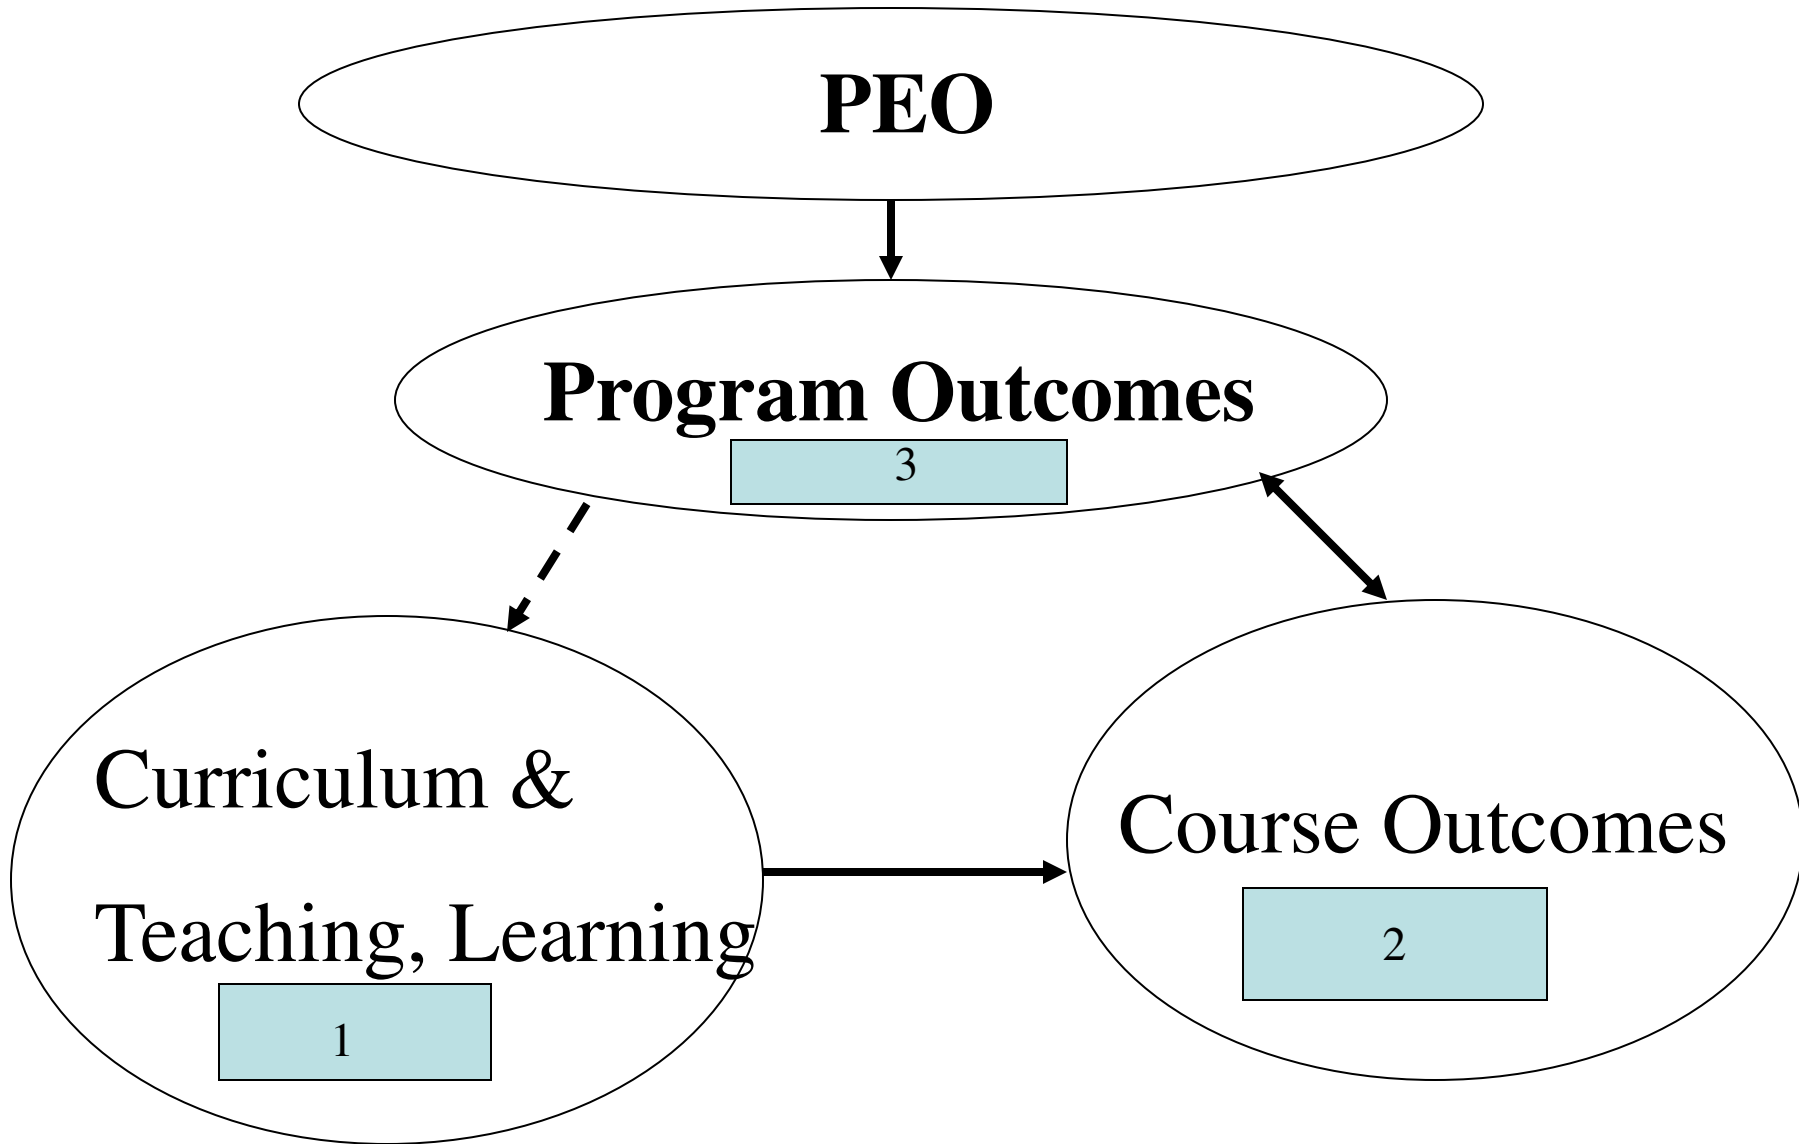 PEO
Program Outcomes
3
Curriculum &
Teaching, Learning
1
Course Outcomes
2